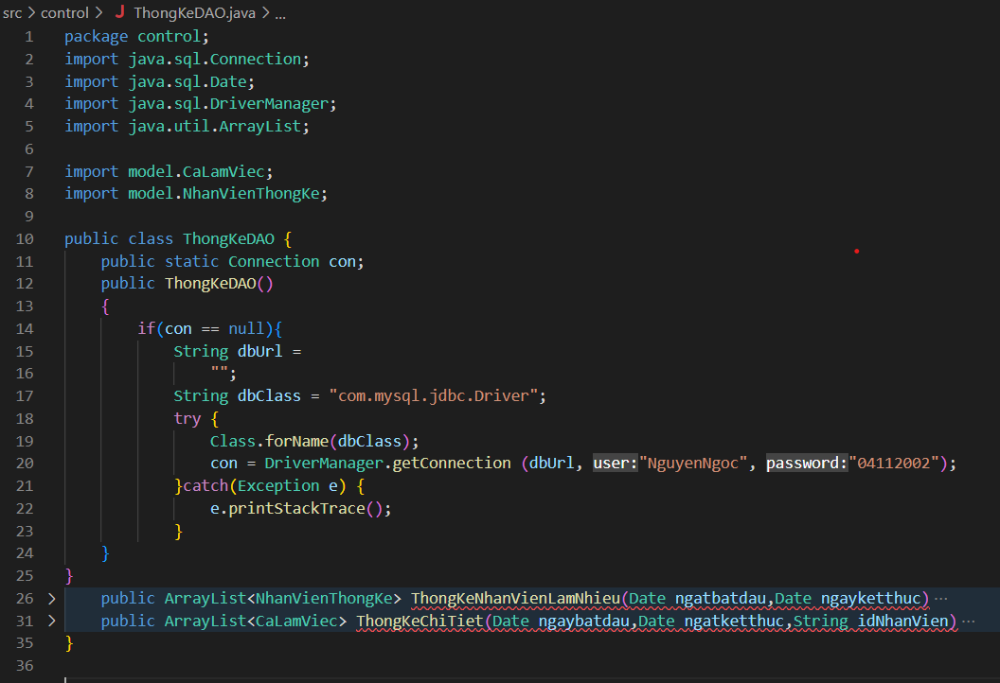 src > control > J ThongKeDAO.java > ...
1 package control;
2 import java.sql.Connection;
3 import java.sql.Date;
4 import java.sql.DriverManager;
5 import java.util.ArrayList;
6
7 import model.CaLamViec;
8 import model.NhanVienThongKe;
9
10 public class ThongKeDAO {
11     public static Connection con;
12     public ThongKeDAO()
13     {
14         if(con == null){
15             String dbUrl =
16                 "";
17             String dbClass = "com.mysql.jdbc.Driver";
18             try {
19                 Class.forName(dbClass);
20                 con = DriverManager.getConnection (dbUrl, user:"NguyenNgoc", password:"04112002");
21             }catch(Exception e) {
22                 e.printStackTrace();
23             }
24         }
25 }
26 >     public ArrayList<NhanVienThongKe> ThongKeNhanVienLamNhieu(Date ngatbatdau,Date ngayketthuc) ...
31 >     public ArrayList<CaLamViec> ThongKeChiTiet(Date ngaybatdau,Date ngatketthuc,String idNhanVien) ...
35 }
36